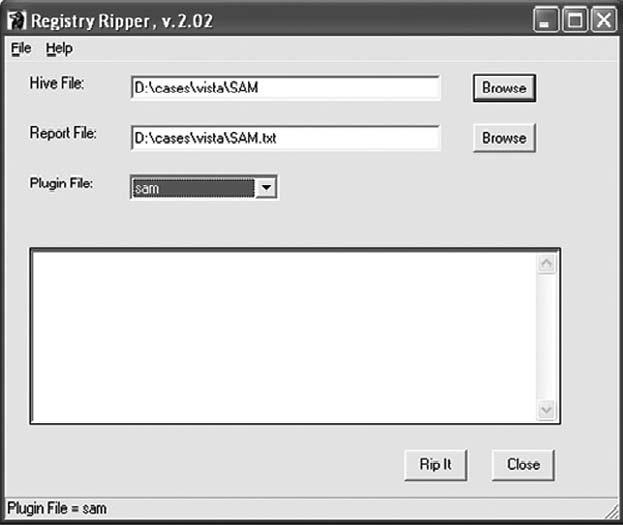 Registry Ripper, v.2.02
File Help
Hive File: D:\cases\vista\SAM Browse
Report File: D:\cases\vista\SAM.txt Browse
Plugin File: sam
Rip It Close
Plugin File = sam